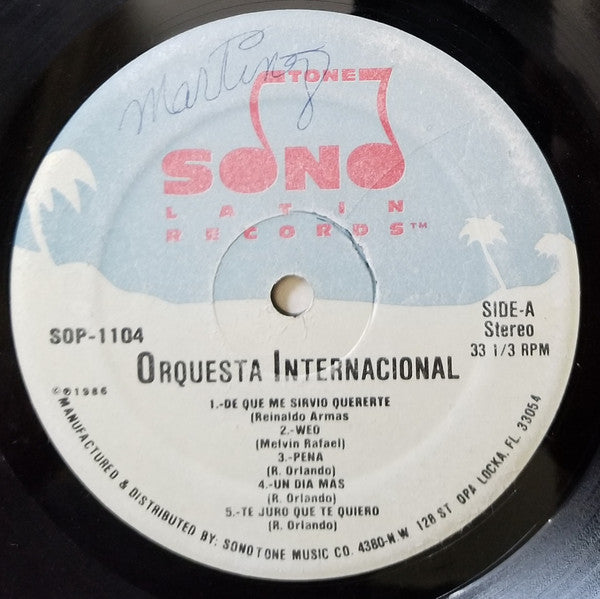 Martinez
TONE
SONO
LATIN
RECORDS™
SOP-1104
SIDE-A
Stereo
33 1/3 RPM
ORQUESTA INTERNACIONAL
©℗1986
1.-DE QUE ME SIRVIO QUERERTE
(Reinaldo Armas
2.-WEO
(Melvin Rafael)
3.-PENA
(R. Orlando)
4.-UN DIA MAS
(R. Orlando)
5.-TE JURO QUE TE QUIERO
(R. Orlando)
MANUFACTURED & DISTRIBUTED BY: SONOTONE MUSIC CO. 4380-N.W 128 ST OPA LOCKA, FL. 33054